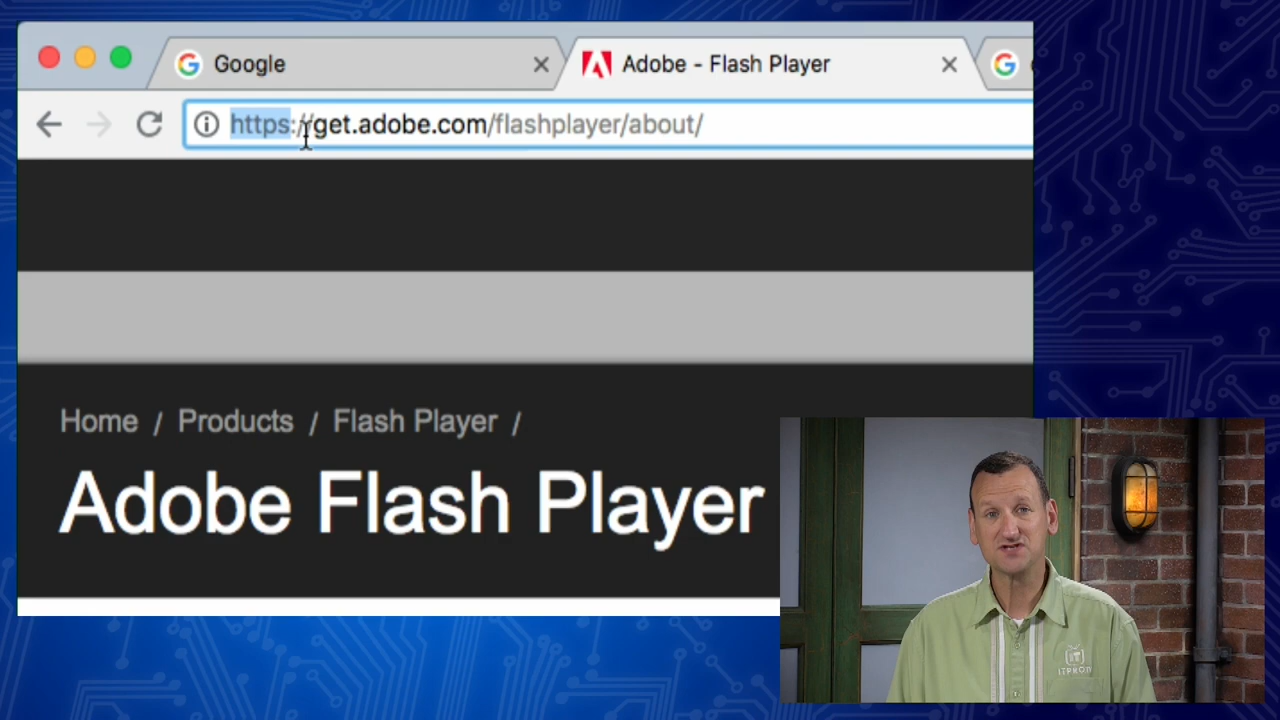 Google
Adobe - Flash Player
https://get.adobe.com/flashplayer/about/
Home / Products / Flash Player /
Adobe Flash Player